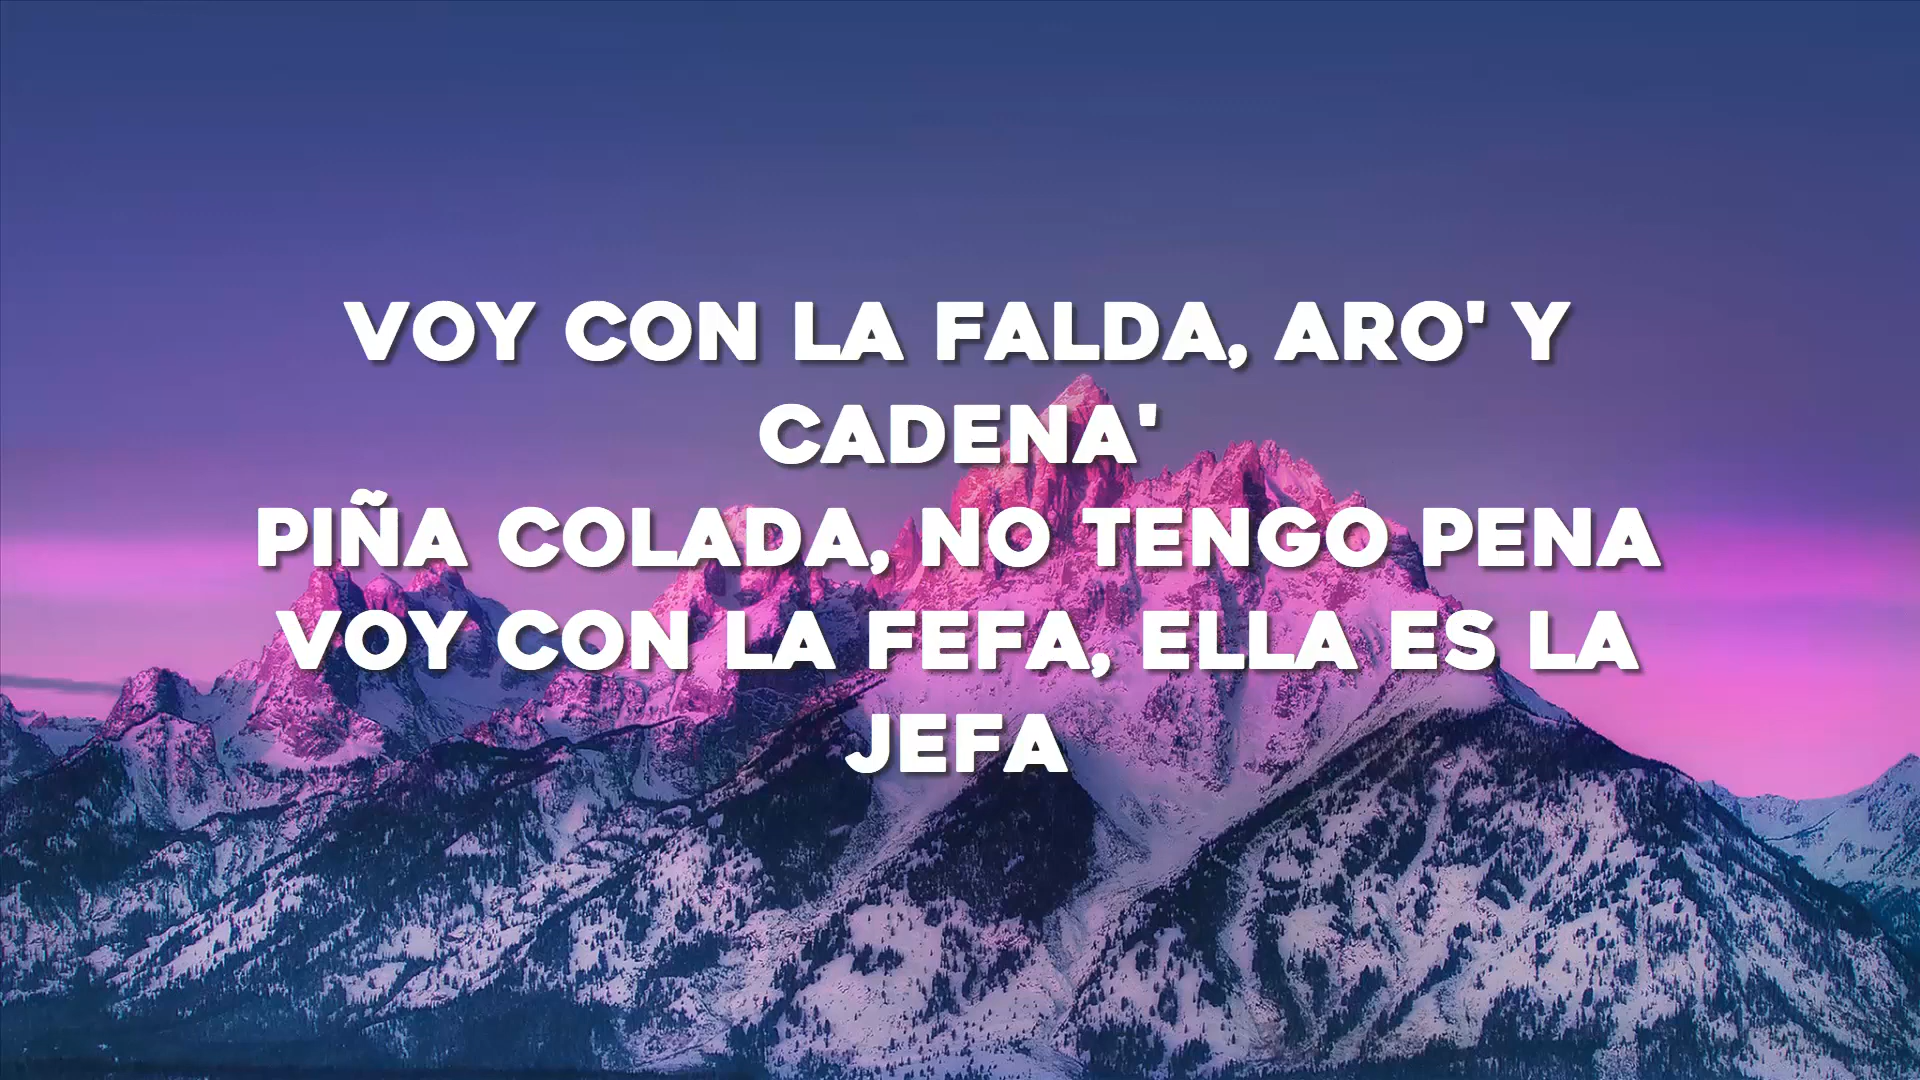 VOY CON LA FALDA, ARO' Y
CADENA'
PIÑA COLADA, NO TENGO PENA
VOY CON LA FEFA, ELLA ES LA
JEFA